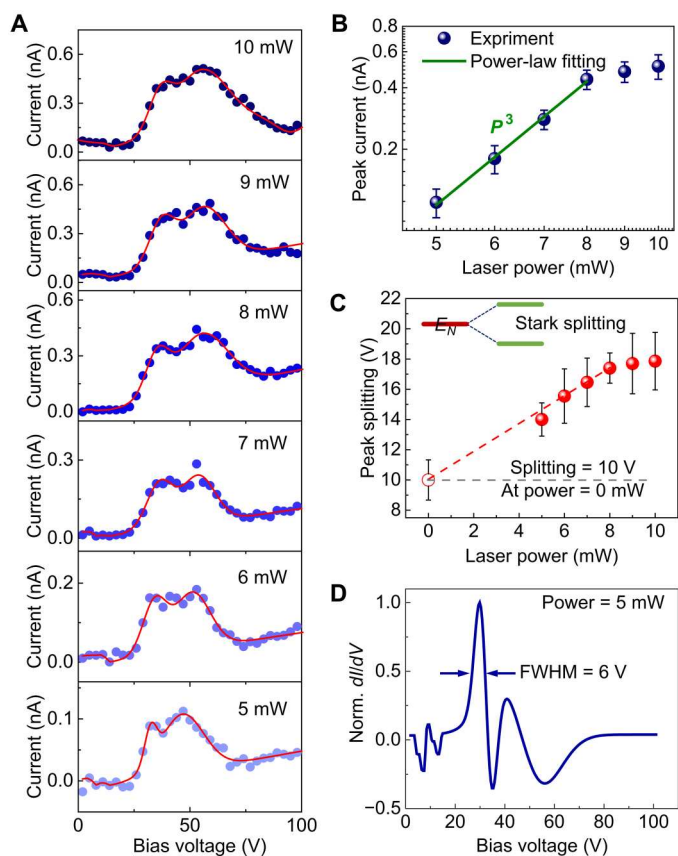 A
10 mW
Current (nA)
0.6
0.3
0.0
9 mW
Current (nA)
0.6
0.4
0.2
0.0
8 mW
Current (nA)
0.6
0.3
0.0
7 mW
Current (nA)
0.4
0.2
0.0
6 mW
Current (nA)
0.2
0.1
0.0
5 mW
Current (nA)
0.1
0.0
0 50 100
Bias voltage (V)
B
Expriment
Power-law fitting
P³
Peak current (nA)
0.8
0.6
0.4
0.2
5 6 7 8 9 10
Laser power (mW)
C
E_N
Stark splitting
Splitting = 10 V
At power = 0 mW
Peak splitting (V)
22
20
18
16
14
12
10
8
0 2 4 6 8 10
Laser power (mW)
D
Power = 5 mW
FWHM = 6 V
Norm. dI/dV
1.0
0.5
0.0
−0.5
0 20 40 60 80 100
Bias voltage (V)